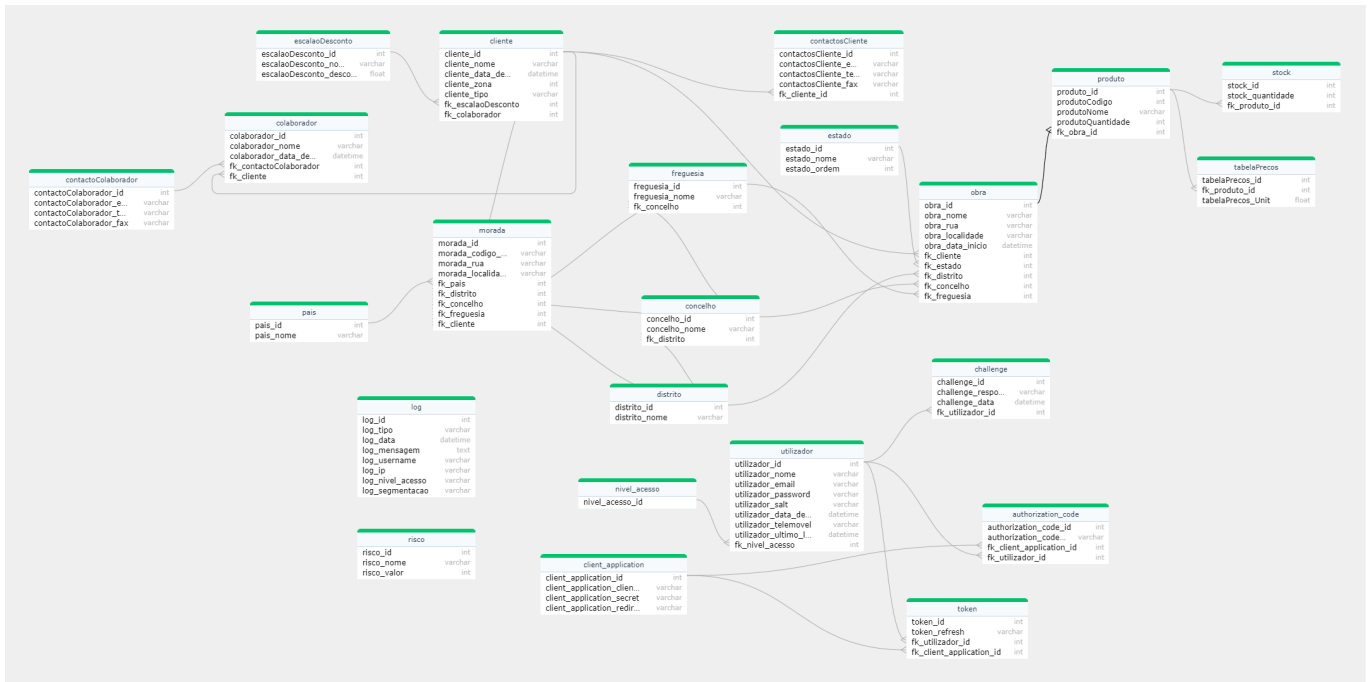 escalaoDesconto
escalaoDesconto_id int
escalaoDesconto_no... varchar
escalaoDesconto_desco... float
cliente
cliente_id int
cliente_nome varchar
cliente_data_de... datetime
cliente_zona int
cliente_tipo varchar
fk_escalaoDesconto int
fk_colaborador int
contactosCliente
contactosCliente_id int
contactosCliente_e... varchar
contactosCliente_te... varchar
contactosCliente_fax varchar
fk_cliente_id int
produto
produto_id int
produtoCodigo int
produtoNome varchar
produtoQuantidade int
fk_obra_id int
stock
stock_id int
stock_quantidade int
fk_produto_id int
colaborador
colaborador_id int
colaborador_nome varchar
colaborador_data_de... datetime
fk_contactoColaborador int
fk_cliente int
estado
estado_id int
estado_nome varchar
estado_ordem int
tabelaPrecos
tabelaPrecos_id int
fk_produto_id int
tabelaPrecos_Unit float
contactoColaborador
contactoColaborador_id int
contactoColaborador_e... varchar
contactoColaborador_t... varchar
contactoColaborador_fax varchar
freguesia
freguesia_id int
freguesia_nome varchar
fk_concelho int
obra
obra_id int
obra_nome varchar
obra_rua varchar
obra_localidade varchar
obra_data_inicio datetime
fk_cliente int
fk_estado int
fk_distrito int
fk_concelho int
fk_freguesia int
morada
morada_id int
morada_codigo_... varchar
morada_rua varchar
morada_localida... varchar
fk_pais int
fk_distrito int
fk_concelho int
fk_freguesia int
fk_cliente int
pais
pais_id int
pais_nome varchar
concelho
concelho_id int
concelho_nome varchar
fk_distrito int
distrito
distrito_id int
distrito_nome varchar
challenge
challenge_id int
challenge_respo... varchar
challenge_data datetime
fk_utilizador_id int
log
log_id int
log_tipo varchar
log_data datetime
log_mensagem text
log_username varchar
log_ip varchar
log_nivel_acesso varchar
log_segmentacao varchar
utilizador
utilizador_id int
utilizador_nome varchar
utilizador_email varchar
utilizador_password varchar
utilizador_salt varchar
utilizador_data_de... datetime
utilizador_telemovel varchar
utilizador_ultimo_l... datetime
fk_nivel_acesso int
nivel_acesso
nivel_acesso_id
authorization_code
authorization_code_id int
authorization_code... varchar
fk_client_application_id int
fk_utilizador_id int
risco
risco_id int
risco_nome varchar
risco_valor int
client_application
client_application_id int
client_application_clien... varchar
client_application_secret varchar
client_application_redir... varchar
token
token_id int
token_refresh varchar
fk_utilizador_id int
fk_client_application_id int